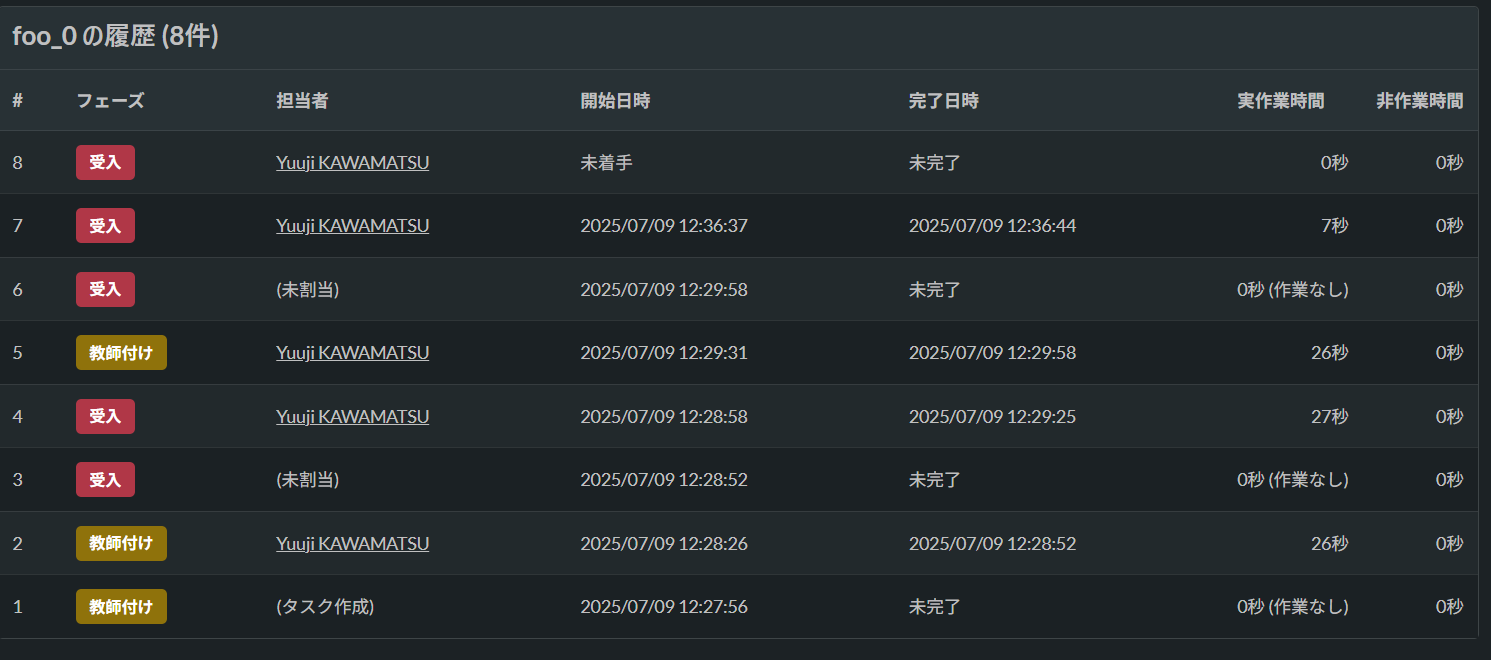 foo_0 の履歴 (8件)
# フェーズ 担当者 開始日時 完了日時 実作業時間 非作業時間
8 受入 Yuuji KAWAMATSU 未着手 未完了 0秒 0秒
7 受入 Yuuji KAWAMATSU 2025/07/09 12:36:37 2025/07/09 12:36:44 7秒 0秒
6 受入 (未割当) 2025/07/09 12:29:58 未完了 0秒 (作業なし) 0秒
5 教師付け Yuuji KAWAMATSU 2025/07/09 12:29:31 2025/07/09 12:29:58 26秒 0秒
4 受入 Yuuji KAWAMATSU 2025/07/09 12:28:58 2025/07/09 12:29:25 27秒 0秒
3 受入 (未割当) 2025/07/09 12:28:52 未完了 0秒 (作業なし) 0秒
2 教師付け Yuuji KAWAMATSU 2025/07/09 12:28:26 2025/07/09 12:28:52 26秒 0秒
1 教師付け (タスク作成) 2025/07/09 12:27:56 未完了 0秒 (作業なし) 0秒